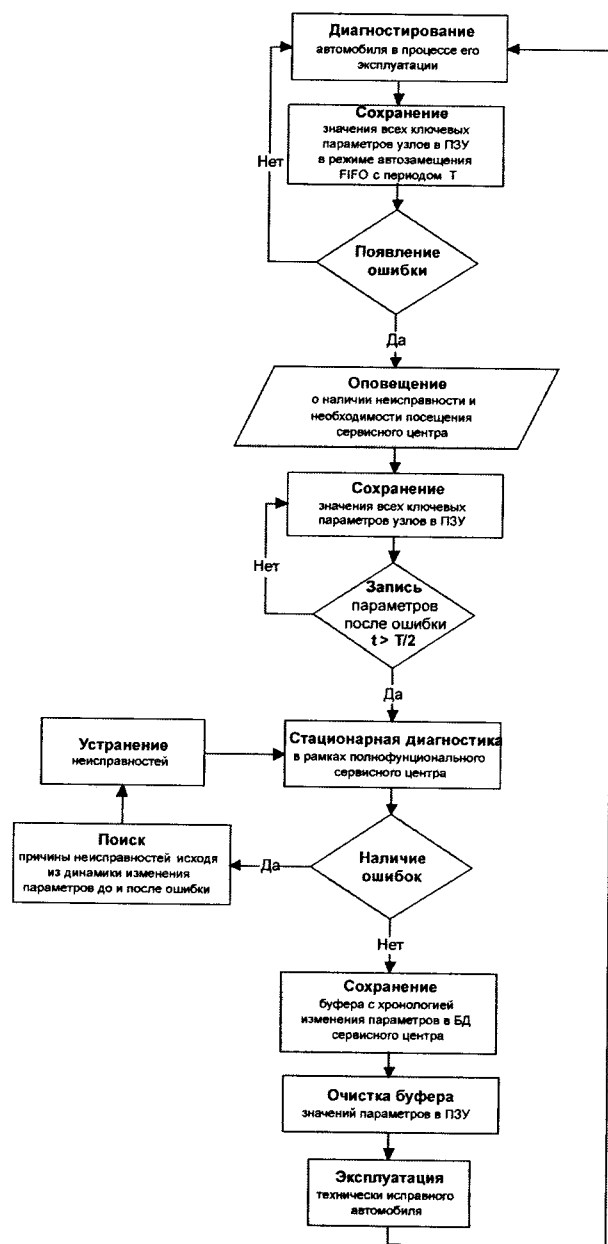 Диагностирование
автомобиля в процессе его
эксплуатации
Сохранение
значения всех ключевых
параметров узлов в ПЗУ
в режиме автозамещения
FIFO с периодом T
Нет
Появление
ошибки
Да
Оповещение
о наличии неисправности и
необходимости посещения
сервисного центра
Сохранение
значения всех ключевых
параметров узлов в ПЗУ
Нет
Запись
параметров
после ошибки
t > T/2
Да
Устранение
неисправностей
Стационарная диагностика
в рамках полнофункционального
сервисного центра
Поиск
причины неисправностей исходя
из динамики изменения
параметров до и после ошибки
Да
Наличие
ошибок
Нет
Сохранение
буфера с хронологией
изменения параметров в БД
сервисного центра
Очистка буфера
значений параметров в ПЗУ
Эксплуатация
технически исправного
автомобиля